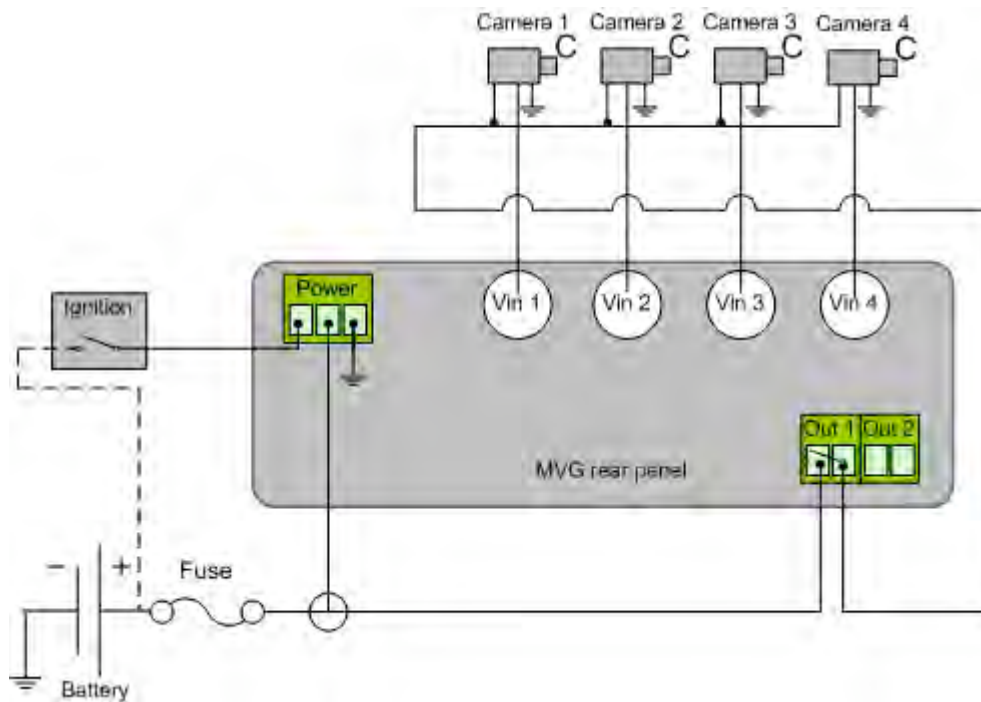 Camera 1 Camera 2 Camera 3 Camera 4
C C C C
Power
Ignition
Vin 1 Vin 2 Vin 3 Vin 4
Out 1 Out 2
MVG rear panel
- +
Fuse
Battery